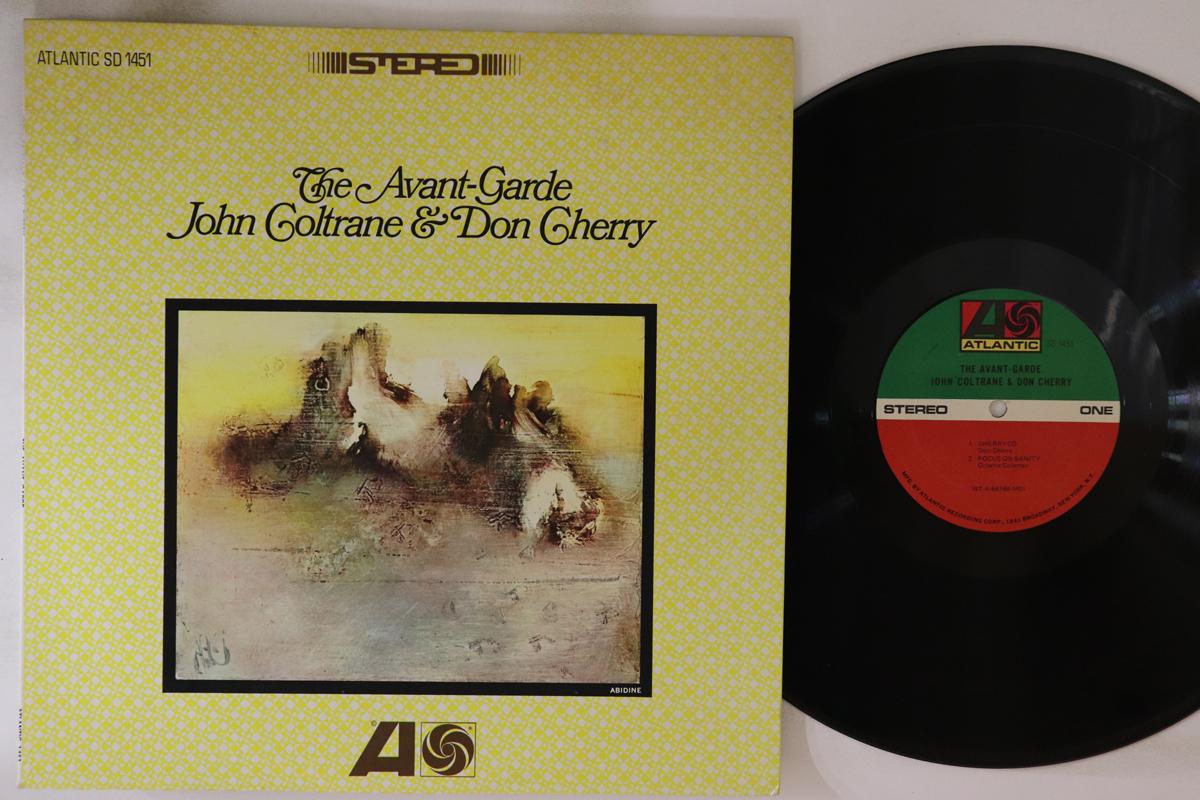 ATLANTIC SD 1451
STEREO
The Avant-Garde
John Coltrane & Don Cherry
ABIDINE
ATLANTIC
SD 1451
THE AVANT-GARDE
JOHN COLTRANE & DON CHERRY
STEREO ONE
1. CHERRYCO
Don Cherry
2. FOCUS ON SANITY
Ornette Coleman
MFG. BY ATLANTIC RECORDING CORP., 1841 BROADWAY, NEW YORK, N.Y.